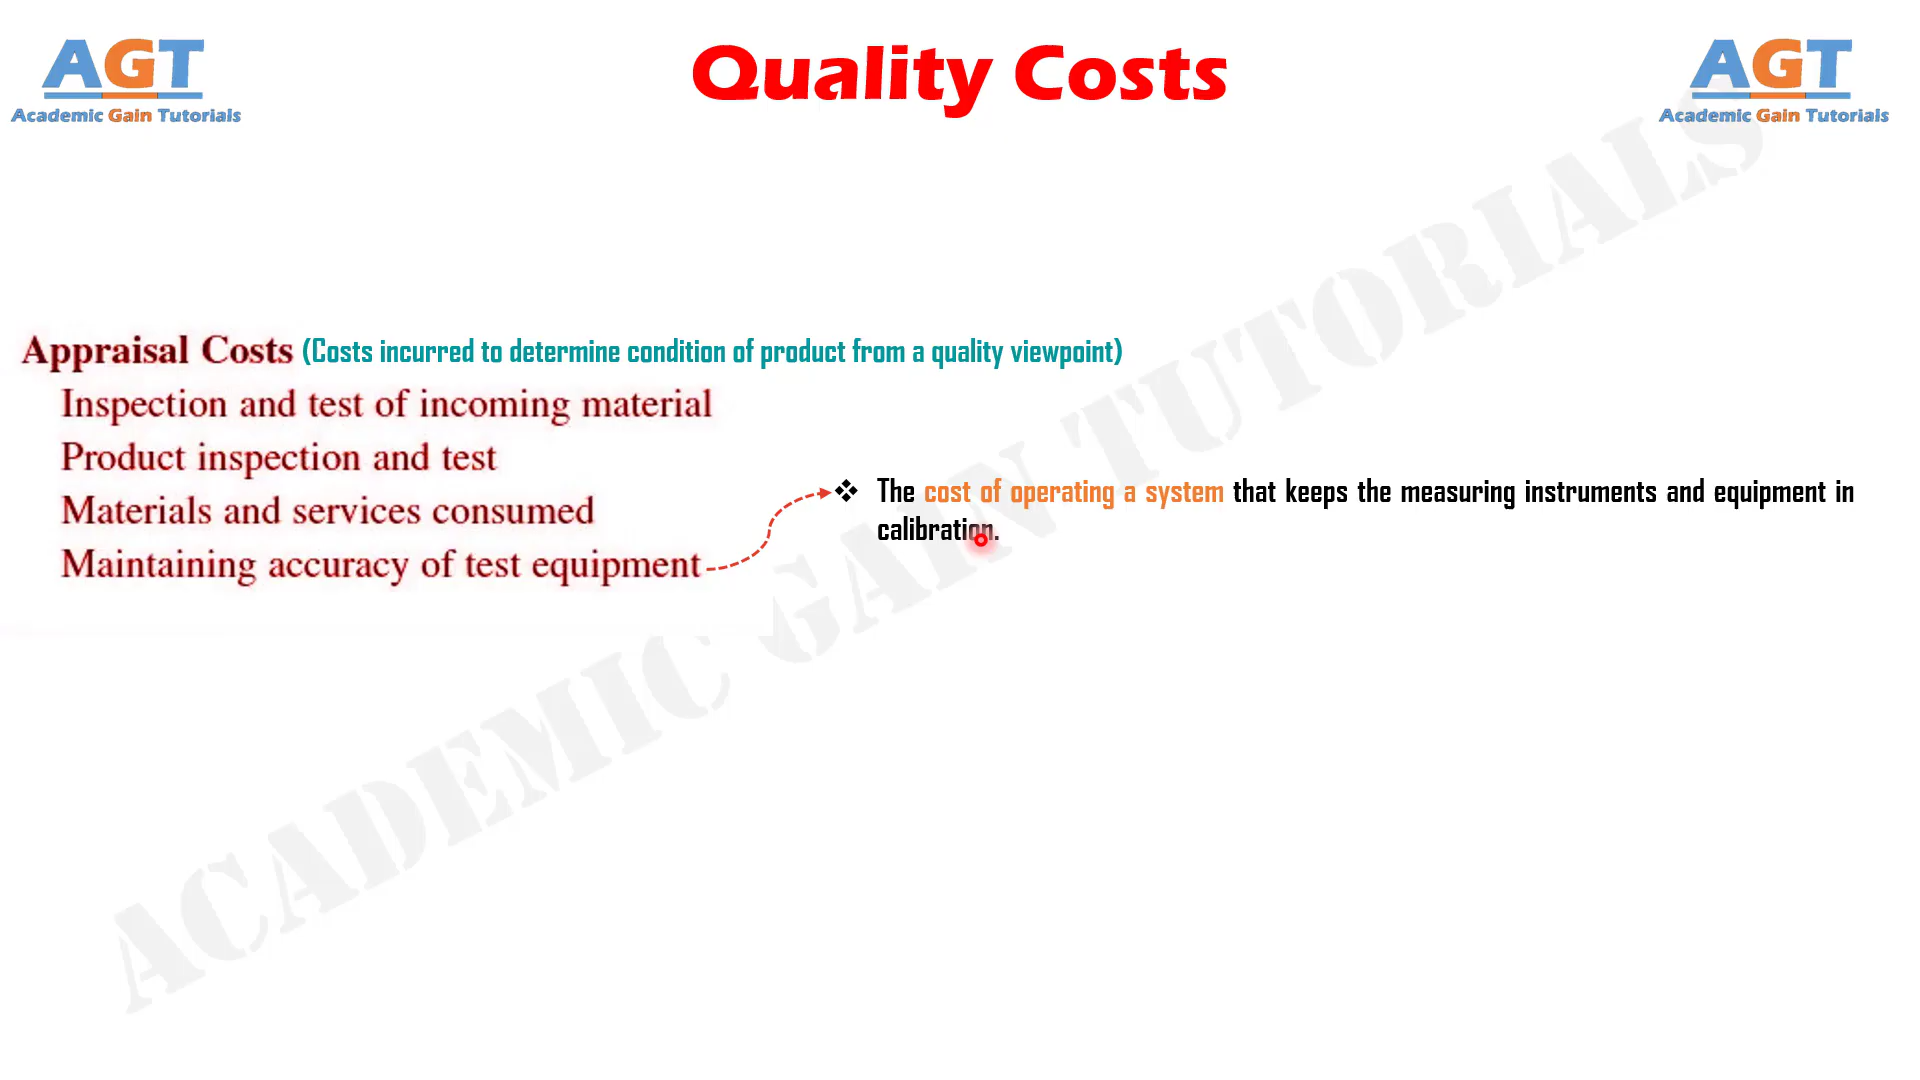 AGT
Academic Gain Tutorials
Quality Costs
AGT
Academic Gain Tutorials
Appraisal Costs (Costs incurred to determine condition of product from a quality viewpoint)
Inspection and test of incoming material
Product inspection and test
Materials and services consumed
Maintaining accuracy of test equipment
The cost of operating a system that keeps the measuring instruments and equipment in
calibration.
ACADEMIC GAIN TUTORIALS